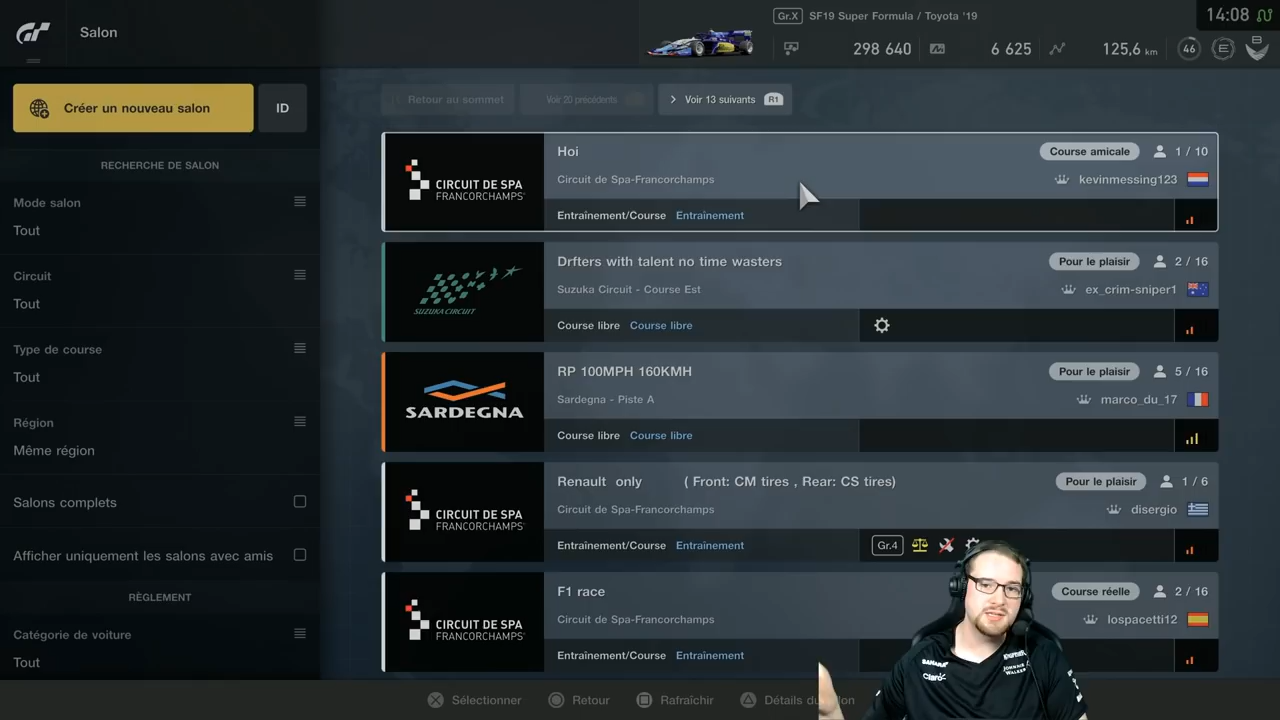 GT
Salon
Gr.X SF19 Super Formula / Toyota '19
14:08
298 640
6 625
125,6 km
46
E
B
Créer un nouveau salon
ID
RECHERCHE DE SALON
Mode salon
Tout
Circuit
Tout
Type de course
Tout
Région
Même région
Salons complets
Afficher uniquement les salons avec amis
RÈGLEMENT
Catégorie de voiture
Tout
Retour au sommet
Voir 20 précédents
Voir 13 suivants R1
CIRCUIT DE SPA
FRANCORCHAMPS
Hoi
Course amicale 1 / 10
Circuit de Spa-Francorchamps
kevinmessing123
Entraînement/Course Entraînement
SUZUKA CIRCUIT
Drfters with talent no time wasters
Pour le plaisir 2 / 16
Suzuka Circuit - Course Est
ex_crim-sniper1
Course libre Course libre
SARDEGNA
RP 100MPH 160KMH
Pour le plaisir 5 / 16
Sardegna - Piste A
marco_du_17
Course libre Course libre
CIRCUIT DE SPA
FRANCORCHAMPS
Renault only ( Front: CM tires , Rear: CS tires)
Pour le plaisir 1 / 6
Circuit de Spa-Francorchamps
disergio
Entraînement/Course Entraînement
Gr.4
CIRCUIT DE SPA
FRANCORCHAMPS
F1 race
Course réelle 2 / 16
Circuit de Spa-Francorchamps
lospacetti12
Entraînement/Course Entraînement
Claro
JOHNNIE
WALKER
Sélectionner
Retour
Rafraîchir
Détails du